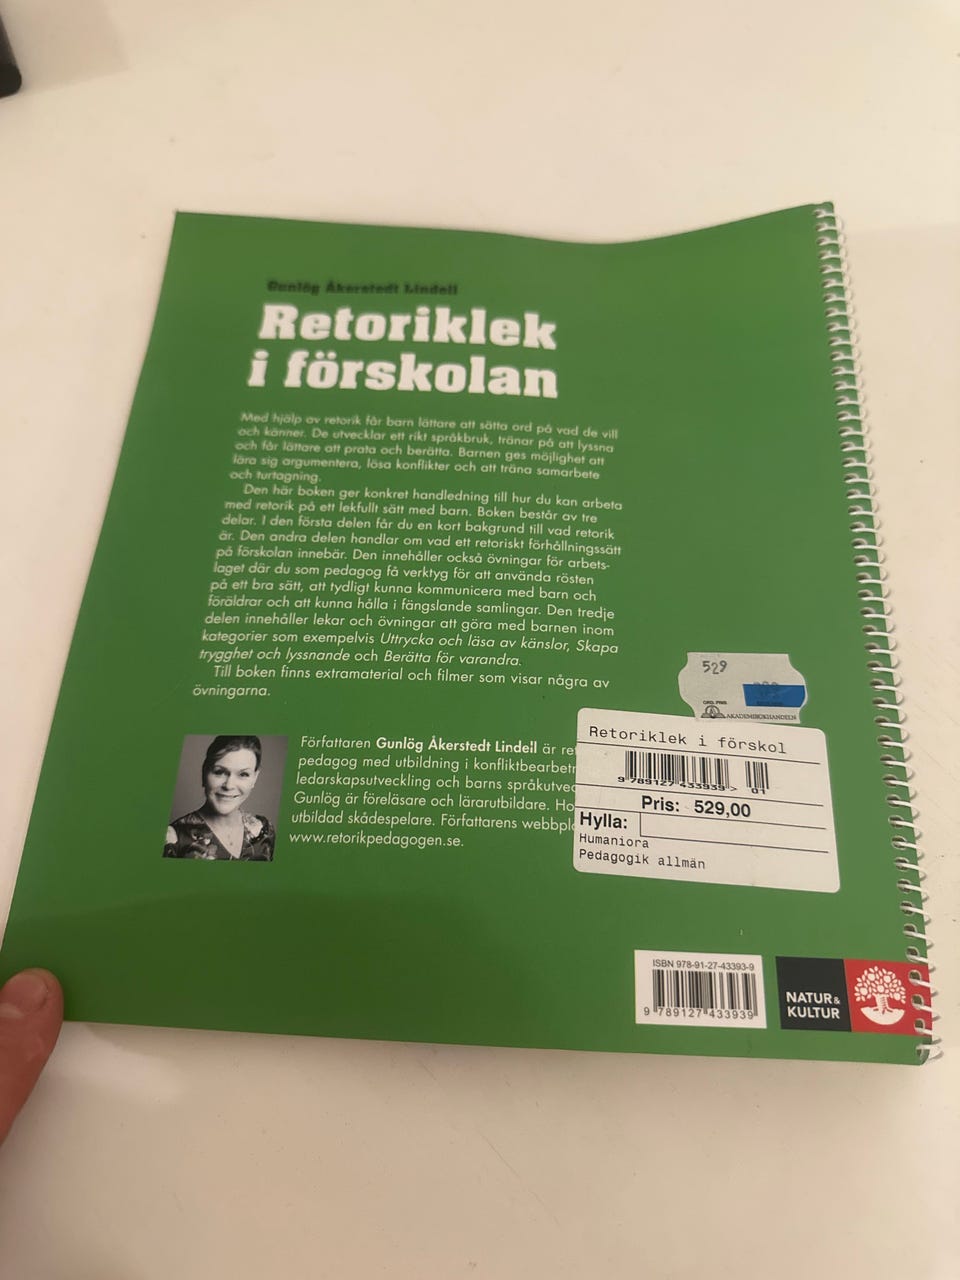 Gunlög Åkerstedt Lindell
Retoriklek
i förskolan
Med hjälp av retorik får barn lättare att sätta ord på vad de vill
och känner. De utvecklar ett rikt språkbruk, tränar på att lyssna
och får lättare att prata och berätta. Barnen ges möjlighet att
lära sig argumentera, lösa konflikter och att träna samarbete
och turtagning.
Den här boken ger konkret handledning till hur du kan arbeta
med retorik på ett lekfullt sätt med barn. Boken består av tre
delar. I den första delen får du en kort bakgrund till vad retorik
är. Den andra delen handlar om vad ett retoriskt förhållningssätt
på förskolan innebär. Den innehåller också övningar för arbets-
laget där du som pedagog få verktyg för att använda rösten
på ett bra sätt, att tydligt kunna kommunicera med barn och
föräldrar och att kunna hålla i fängslande samlingar. Den tredje
delen innehåller lekar och övningar att göra med barnen inom
kategorier som exempelvis Uttrycka och läsa av känslor, Skapa
trygghet och lyssnande och Berätta för varandra.
Till boken finns extramaterial och filmer som visar några av
övningarna.
Författaren Gunlög Åkerstedt Lindell är
pedagog med utbildning i
ledarskapsutveckling och barns
Gunlög är föreläsare och lärarutbildare.
utbildad skådespelare. Författarens
www.retorikpedagogen.se.
529
ORD. PRIS
AKADEMIBOKHANDELN
Retoriklek i förskol
9 789127 433939 > 01
Pris: 529,00
Hylla:
Humaniora
Pedagogik allmän
ISBN 978-91-27-43393-9
9 789127 433939
NATUR &
KULTUR